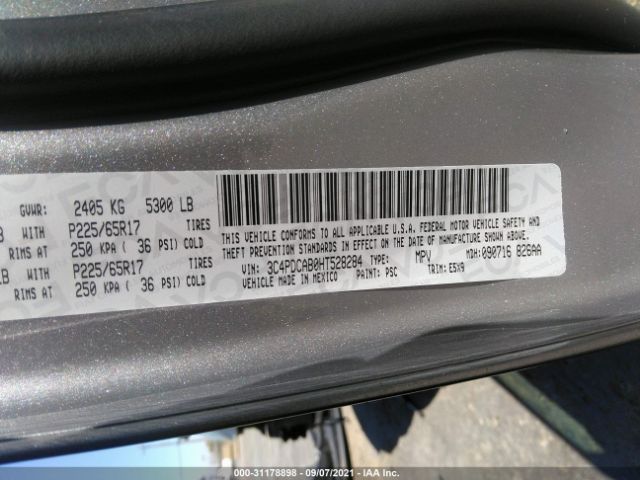 GVWR: 2405 KG 5300 LB
B WITH P225/65R17 TIRES
RIMS AT 250 KPA ( 36 PSI) COLD
LB WITH P225/65R17 TIRES
RIMS AT 250 KPA ( 36 PSI) COLD
THIS VEHICLE CONFORMS TO ALL APPLICABLE U.S.A. FEDERAL MOTOR VEHICLE SAFETY AND
THEFT PREVENTION STANDARDS IN EFFECT ON THE DATE OF MANUFACTURE SHOWN ABOVE.
VIN: 3C4PDCAB0HT528284 TYPE: MPV MDH: 090716 828AA
VEHICLE MADE IN MEXICO PAINT: PSC TRIM: E5X9
000-31178898 - 09/07/2021 - IAA Inc.